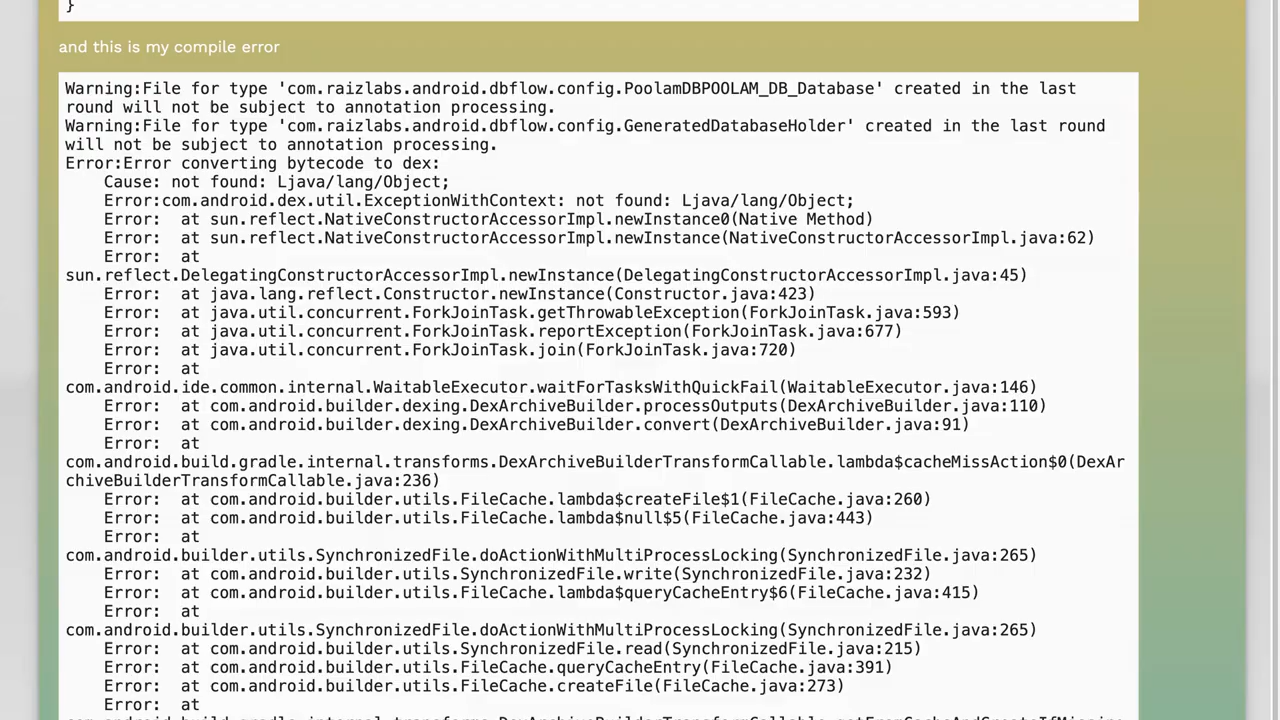 }
and this is my compile error
Warning:File for type 'com.raizlabs.android.dbflow.config.PoolamDBPOOLAM_DB_Database' created in the last
round will not be subject to annotation processing.
Warning:File for type 'com.raizlabs.android.dbflow.config.GeneratedDatabaseHolder' created in the last round
will not be subject to annotation processing.
Error:Error converting bytecode to dex:
    Cause: not found: Ljava/lang/Object;
    Error:com.android.dex.util.ExceptionWithContext: not found: Ljava/lang/Object;
    Error:  at sun.reflect.NativeConstructorAccessorImpl.newInstance0(Native Method)
    Error:  at sun.reflect.NativeConstructorAccessorImpl.newInstance(NativeConstructorAccessorImpl.java:62)
    Error:  at
sun.reflect.DelegatingConstructorAccessorImpl.newInstance(DelegatingConstructorAccessorImpl.java:45)
    Error:  at java.lang.reflect.Constructor.newInstance(Constructor.java:423)
    Error:  at java.util.concurrent.ForkJoinTask.getThrowableException(ForkJoinTask.java:593)
    Error:  at java.util.concurrent.ForkJoinTask.reportException(ForkJoinTask.java:677)
    Error:  at java.util.concurrent.ForkJoinTask.join(ForkJoinTask.java:720)
    Error:  at
com.android.ide.common.internal.WaitableExecutor.waitForTasksWithQuickFail(WaitableExecutor.java:146)
    Error:  at com.android.builder.dexing.DexArchiveBuilder.processOutputs(DexArchiveBuilder.java:110)
    Error:  at com.android.builder.dexing.DexArchiveBuilder.convert(DexArchiveBuilder.java:91)
    Error:  at
com.android.build.gradle.internal.transforms.DexArchiveBuilderTransformCallable.lambda$cacheMissAction$0(DexAr
chiveBuilderTransformCallable.java:236)
    Error:  at com.android.builder.utils.FileCache.lambda$createFile$1(FileCache.java:260)
    Error:  at com.android.builder.utils.FileCache.lambda$null$5(FileCache.java:443)
    Error:  at
com.android.builder.utils.SynchronizedFile.doActionWithMultiProcessLocking(SynchronizedFile.java:265)
    Error:  at com.android.builder.utils.SynchronizedFile.write(SynchronizedFile.java:232)
    Error:  at com.android.builder.utils.FileCache.lambda$queryCacheEntry$6(FileCache.java:415)
    Error:  at
com.android.builder.utils.SynchronizedFile.doActionWithMultiProcessLocking(SynchronizedFile.java:265)
    Error:  at com.android.builder.utils.SynchronizedFile.read(SynchronizedFile.java:215)
    Error:  at com.android.builder.utils.FileCache.queryCacheEntry(FileCache.java:391)
    Error:  at com.android.builder.utils.FileCache.createFile(FileCache.java:273)
    Error:  at